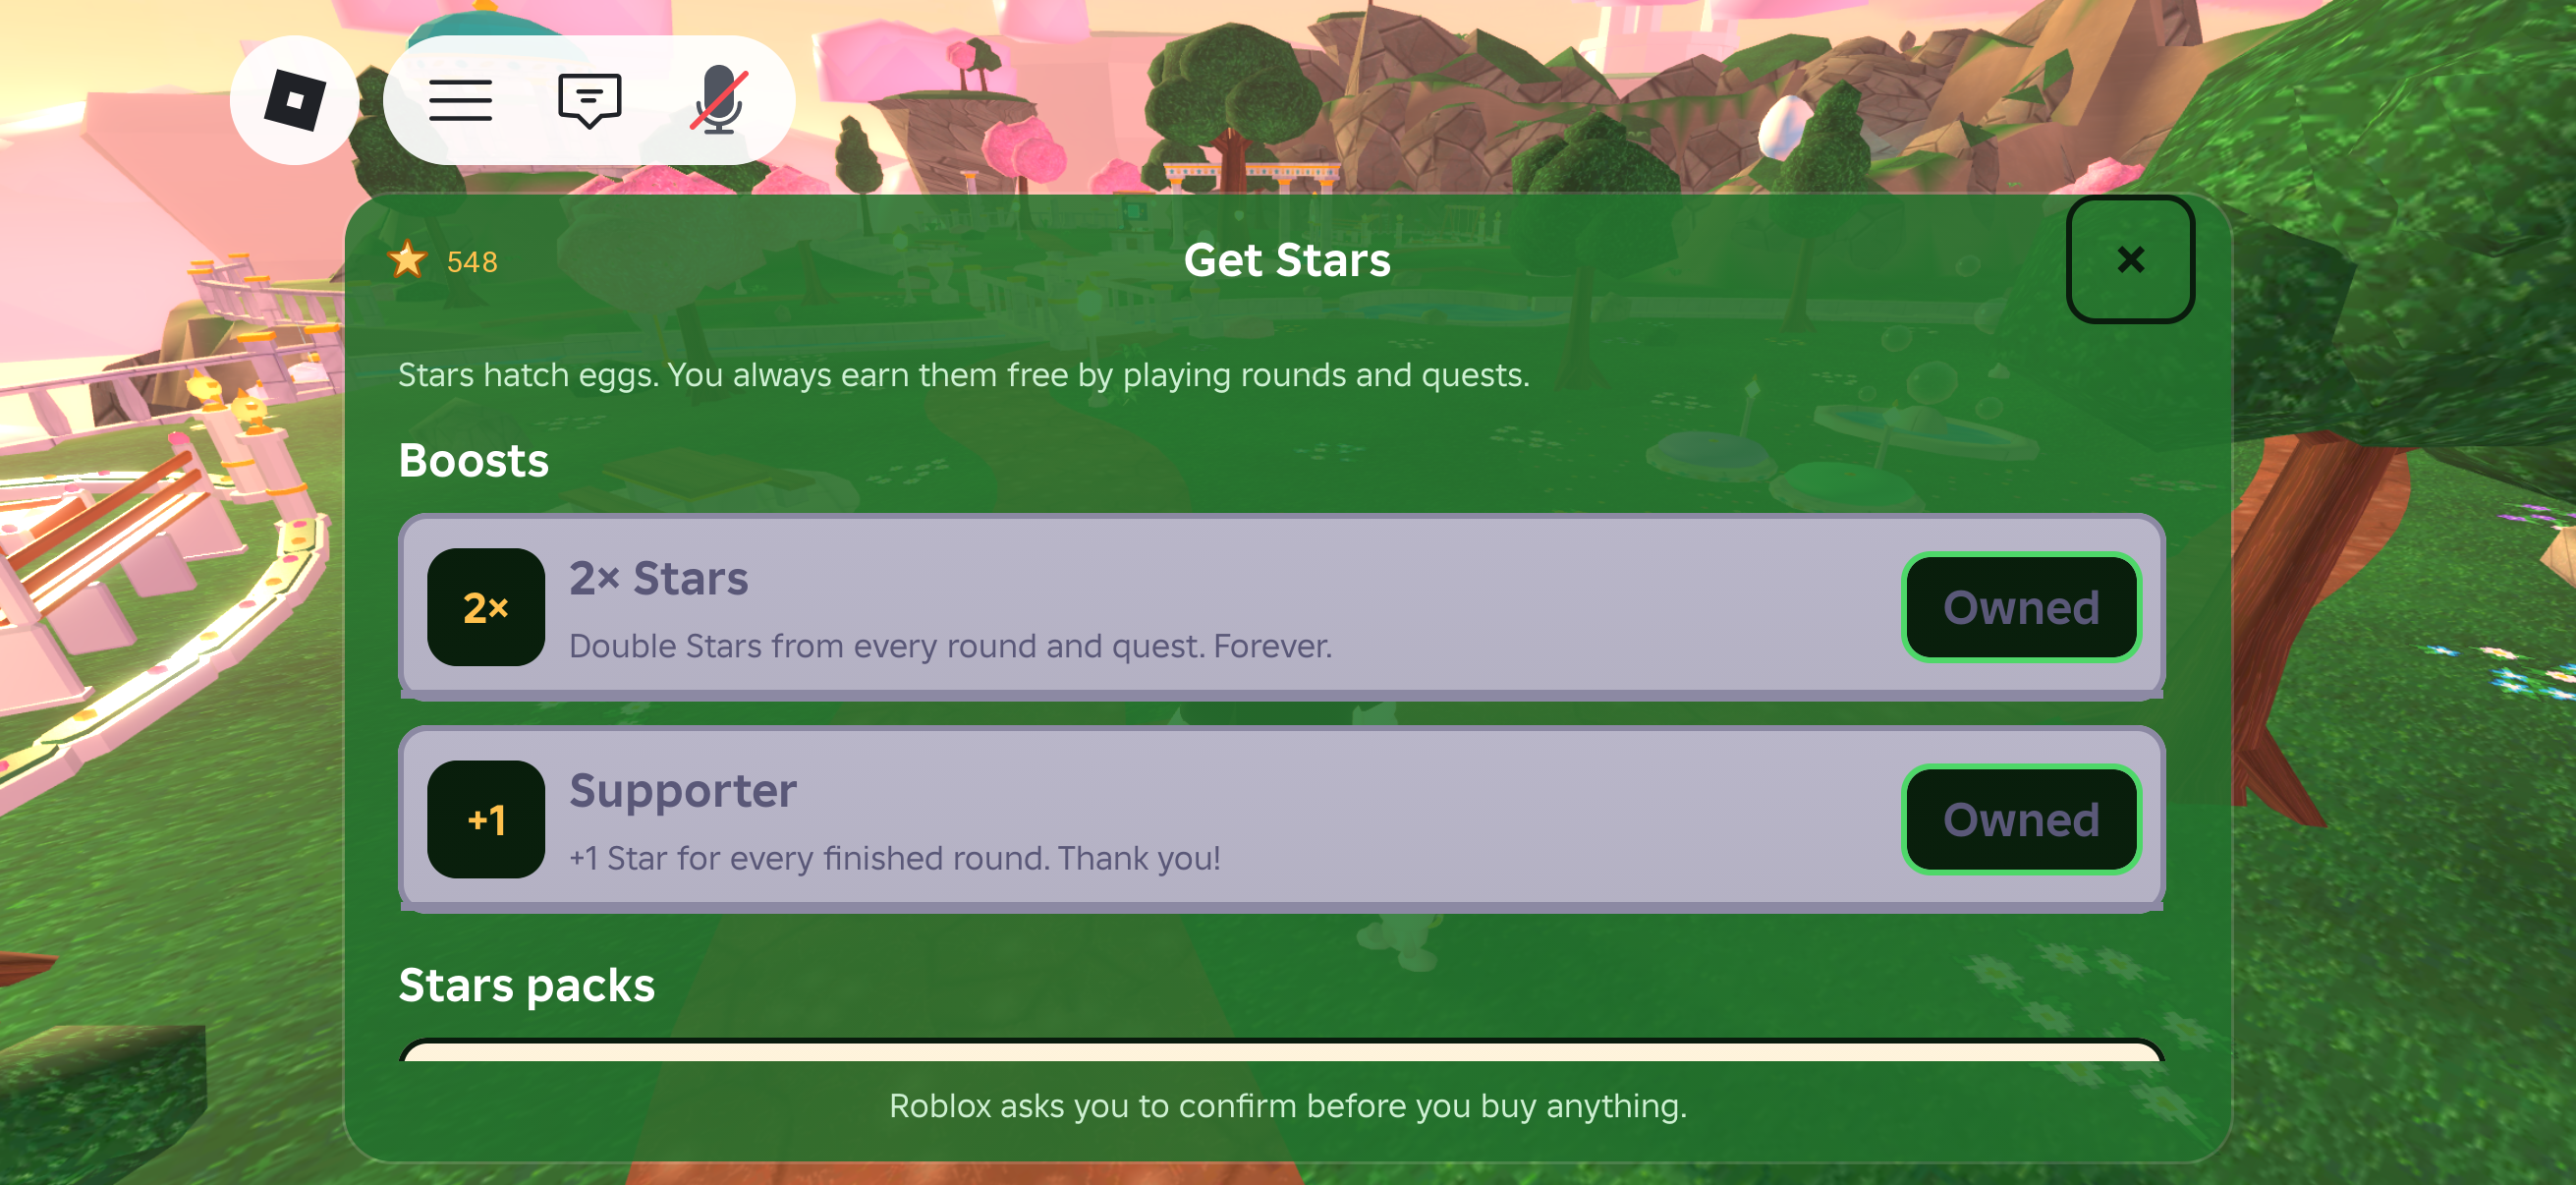 548
Get Stars
×
Stars hatch eggs. You always earn them free by playing rounds and quests.
Boosts
2×
2× Stars
Double Stars from every round and quest. Forever.
Owned
+1
Supporter
+1 Star for every finished round. Thank you!
Owned
Stars packs
Roblox asks you to confirm before you buy anything.